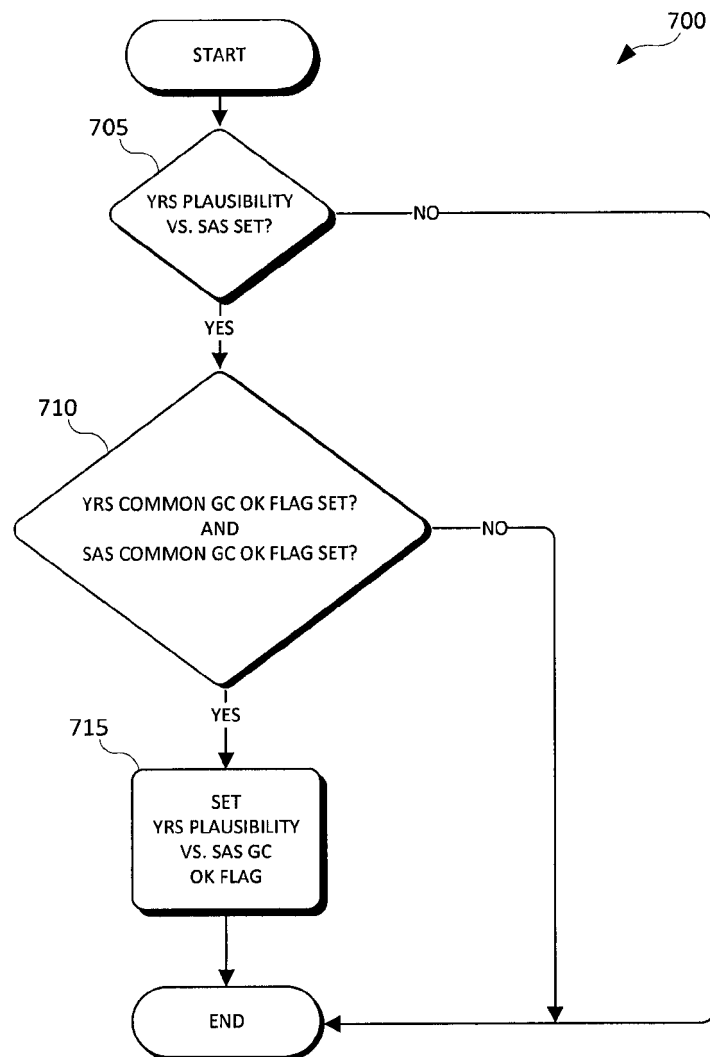 700
START
705
YRS PLAUSIBILITY
VS. SAS SET?
NO
YES
710
YRS COMMON GC OK FLAG SET?
AND
SAS COMMON GC OK FLAG SET?
NO
YES
715
SET
YRS PLAUSIBILITY
VS. SAS GC
OK FLAG
END